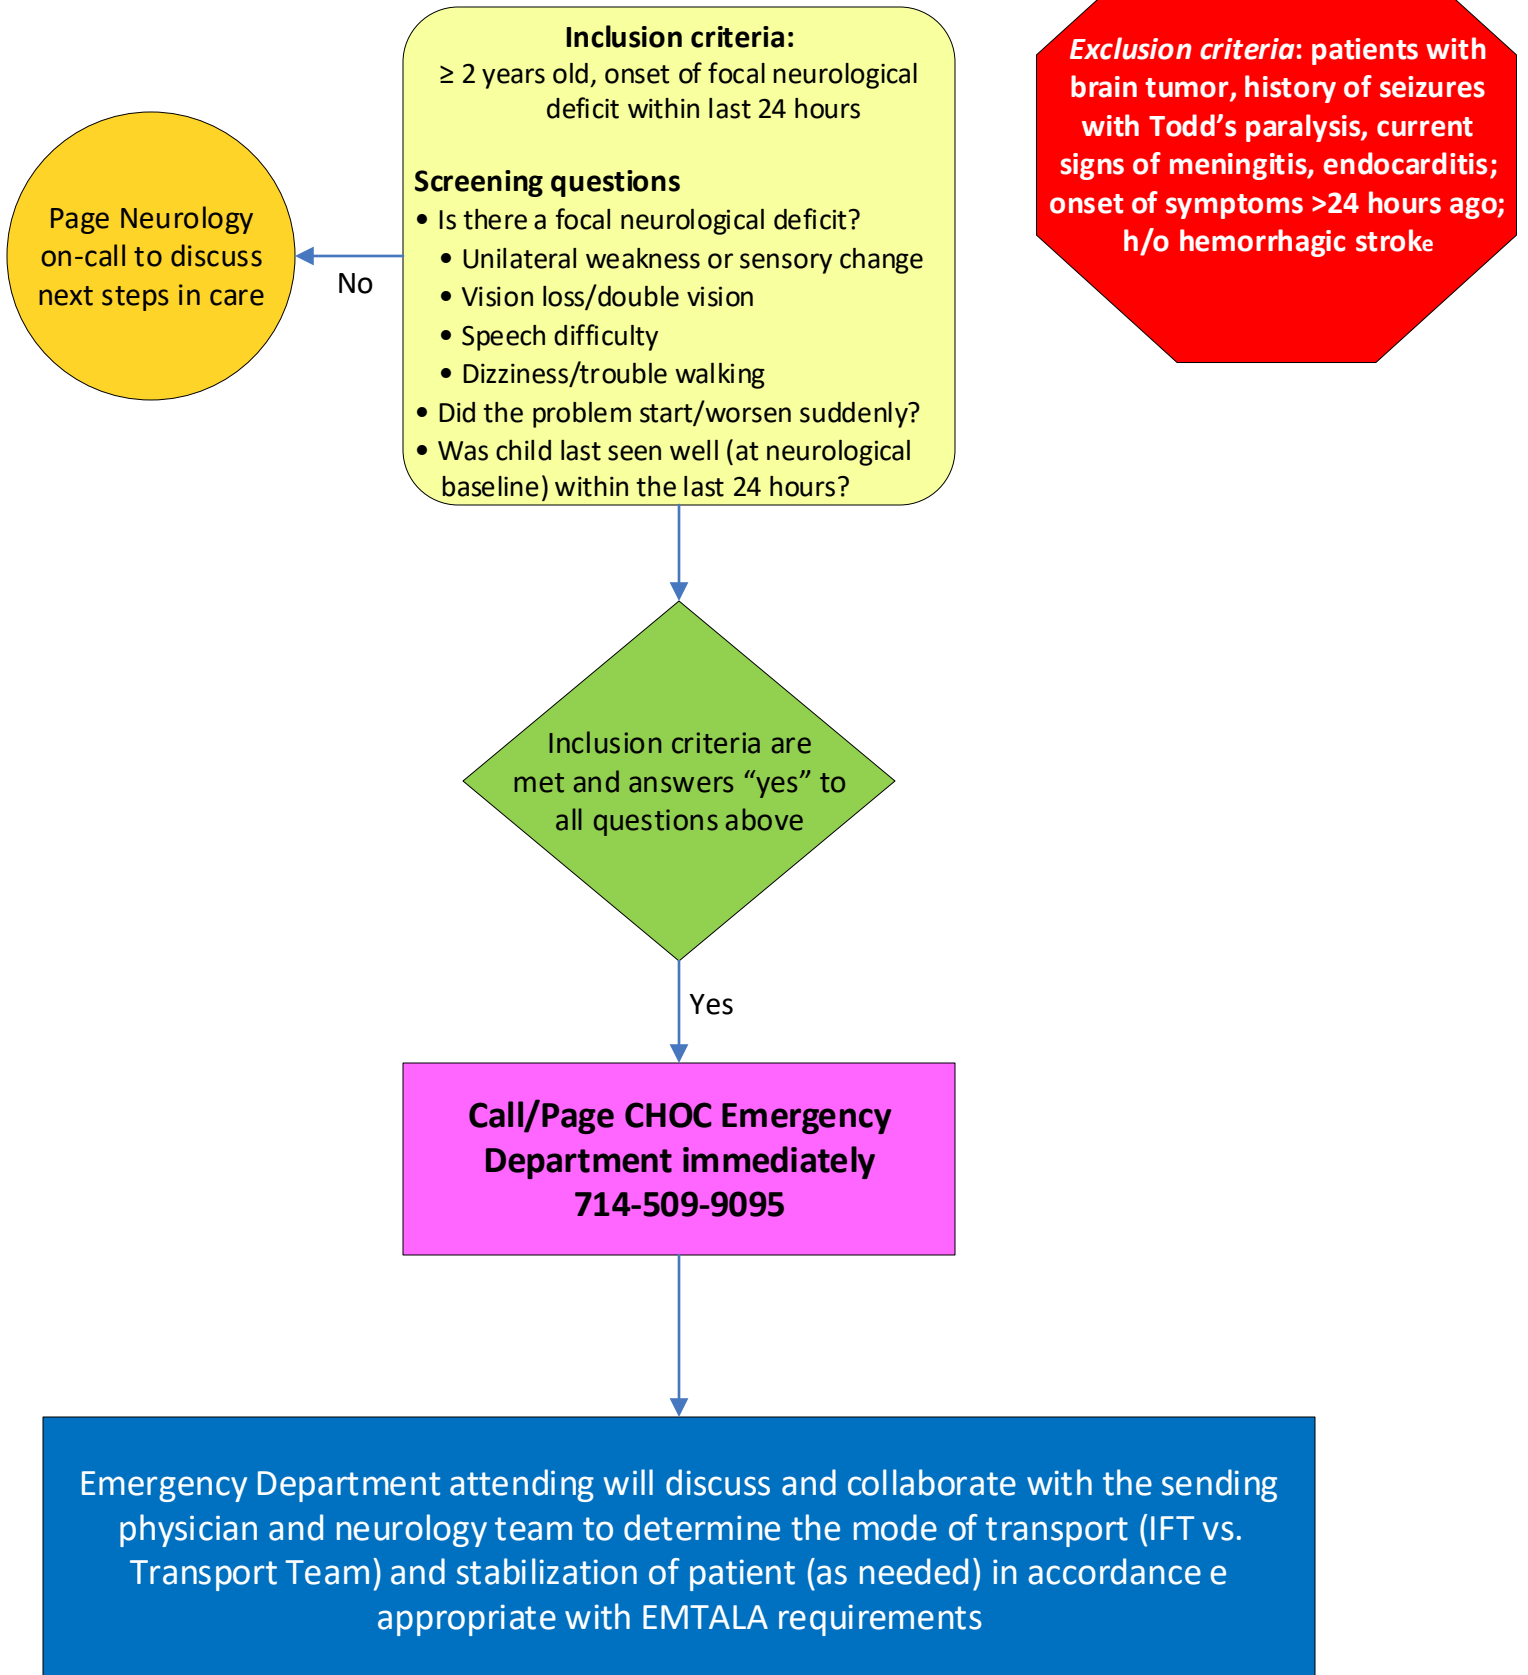 Inclusion criteria:
≥ 2 years old, onset of focal neurological
deficit within last 24 hours
Screening questions
• Is there a focal neurological deficit?
• Unilateral weakness or sensory change
• Vision loss/double vision
• Speech difficulty
• Dizziness/trouble walking
• Did the problem start/worsen suddenly?
• Was child last seen well (at neurological
baseline) within the last 24 hours?
Exclusion criteria: patients with
brain tumor, history of seizures
with Todd’s paralysis, current
signs of meningitis, endocarditis;
onset of symptoms >24 hours ago;
h/o hemorrhagic stroke
No
Page Neurology
on-call to discuss
next steps in care
Inclusion criteria are
met and answers “yes” to
all questions above
Yes
Call/Page CHOC Emergency
Department immediately
714-509-9095
Emergency Department attending will discuss and collaborate with the sending
physician and neurology team to determine the mode of transport (IFT vs.
Transport Team) and stabilization of patient (as needed) in accordance e
appropriate with EMTALA requirements